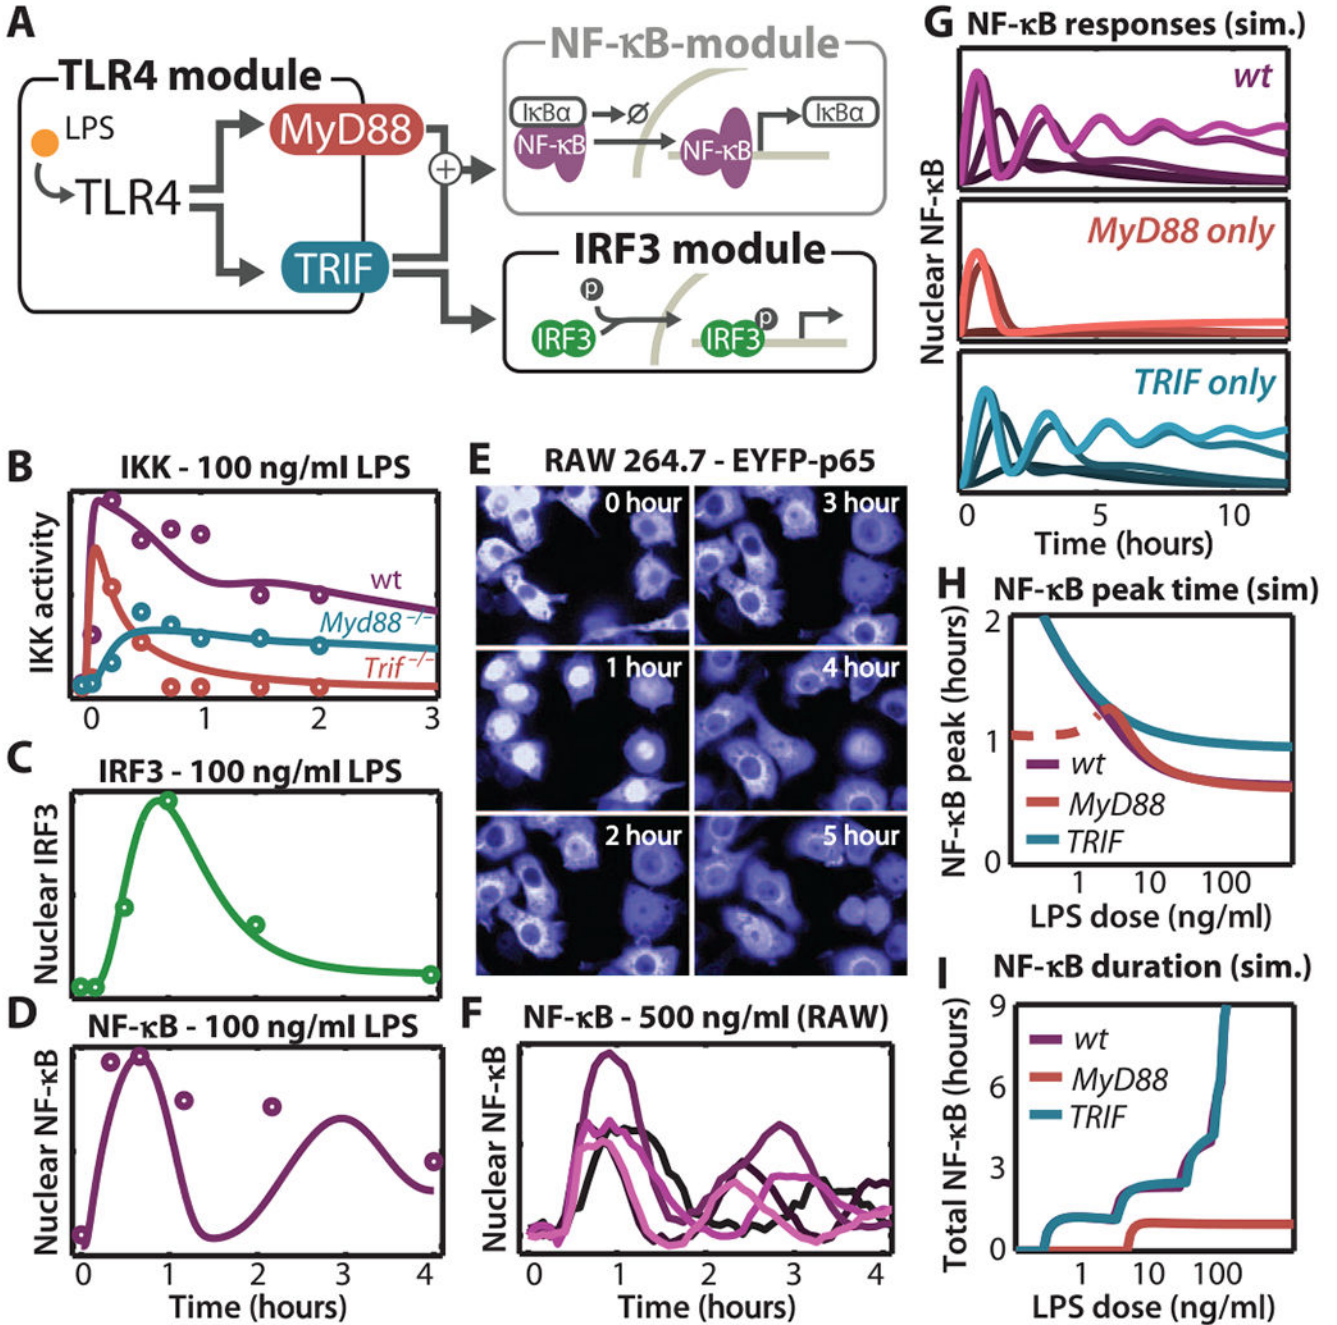 A
TLR4 module
LPS
TLR4
MyD88
TRIF
+
NF-κB-module
IκBα
Ø
IκBα
NF-κB
NF-κB
IRF3 module
p
p
IRF3
IRF3
B
IKK - 100 ng/ml LPS
IKK activity
wt
Myd88 -/-
Trif -/-
0 1 2 3
C
IRF3 - 100 ng/ml LPS
Nuclear IRF3
D
NF-κB - 100 ng/ml LPS
Nuclear NF-κB
0 1 2 3 4
Time (hours)
E
RAW 264.7 - EYFP-p65
0 hour
3 hour
1 hour
4 hour
2 hour
5 hour
F
NF-κB - 500 ng/ml (RAW)
Nuclear NF-κB
0 1 2 3 4
Time (hours)
G
NF-κB responses (sim.)
wt
MyD88 only
TRIF only
Nuclear NF-κB
0 5 10
Time (hours)
H
NF-κB peak time (sim)
NF-κB peak (hours)
2
1
0
wt
MyD88
TRIF
1 10 100
LPS dose (ng/ml)
I
NF-κB duration (sim.)
Total NF-κB (hours)
9
6
3
0
wt
MyD88
TRIF
1 10 100
LPS dose (ng/ml)